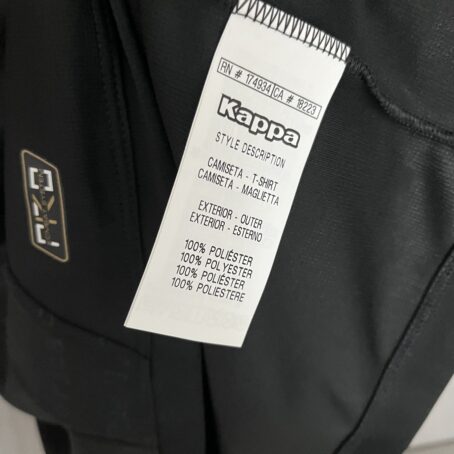 RN # 174934 CA # 18223
Kappa
STYLE DESCRIPTION
CAMISETA - T-SHIRT
CAMISETA - MAGLIETTA
EXTERIOR - OUTER
EXTERIOR - ESTERNO
100% POLIÉSTER
100% POLYESTER
100% POLIÉSTER
100% POLIESTERE